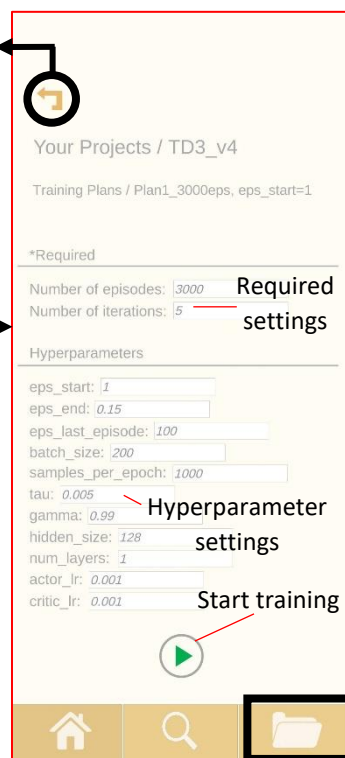 Your Projects / TD3_v4
Training Plans / Plan1_3000eps, eps_start=1
*Required
Number of episodes: 3000
Required
Number of iterations: 5
settings
Hyperparameters
eps_start: 1
eps_end: 0.15
eps_last_episode: 100
batch_size: 200
samples_per_epoch: 1000
tau: 0.005
Hyperparameter
gamma: 0.99
hidden_size: 128
settings
num_layers: 1
actor_lr: 0.001
critic_lr: 0.001
Start training